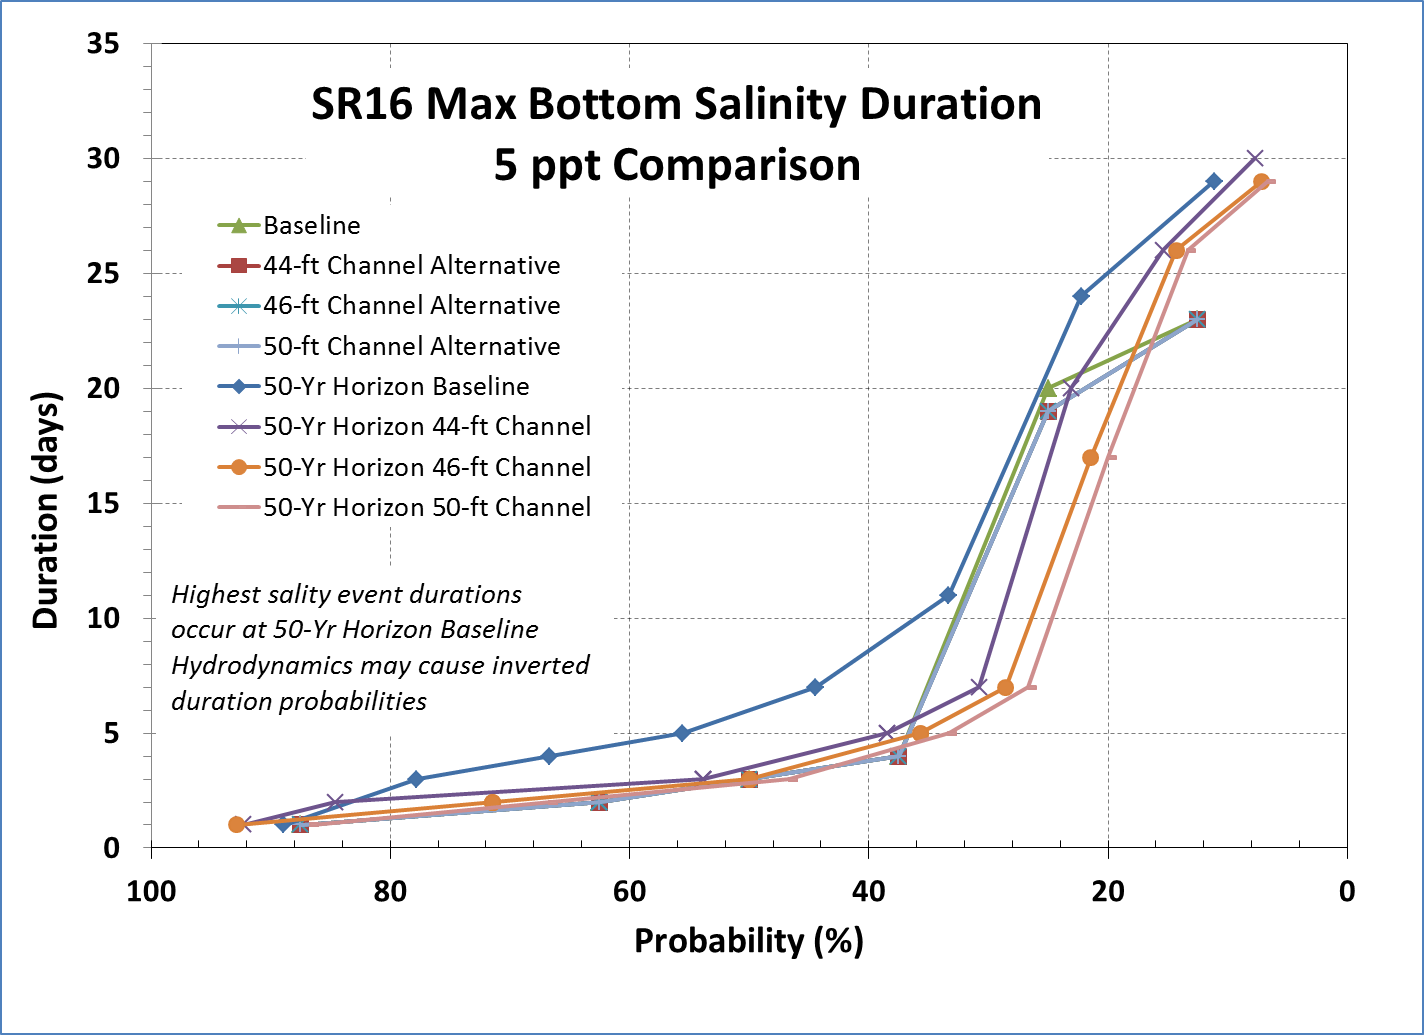 SR16 Max Bottom Salinity Duration
5 ppt Comparison
35
30
25
20
15
10
5
0
Duration (days)
Baseline
44-ft Channel Alternative
46-ft Channel Alternative
50-ft Channel Alternative
50-Yr Horizon Baseline
50-Yr Horizon 44-ft Channel
50-Yr Horizon 46-ft Channel
50-Yr Horizon 50-ft Channel
Highest sality event durations
occur at 50-Yr Horizon Baseline
Hydrodynamics may cause inverted
duration probabilities
100 80 60 40 20 0
Probability (%)